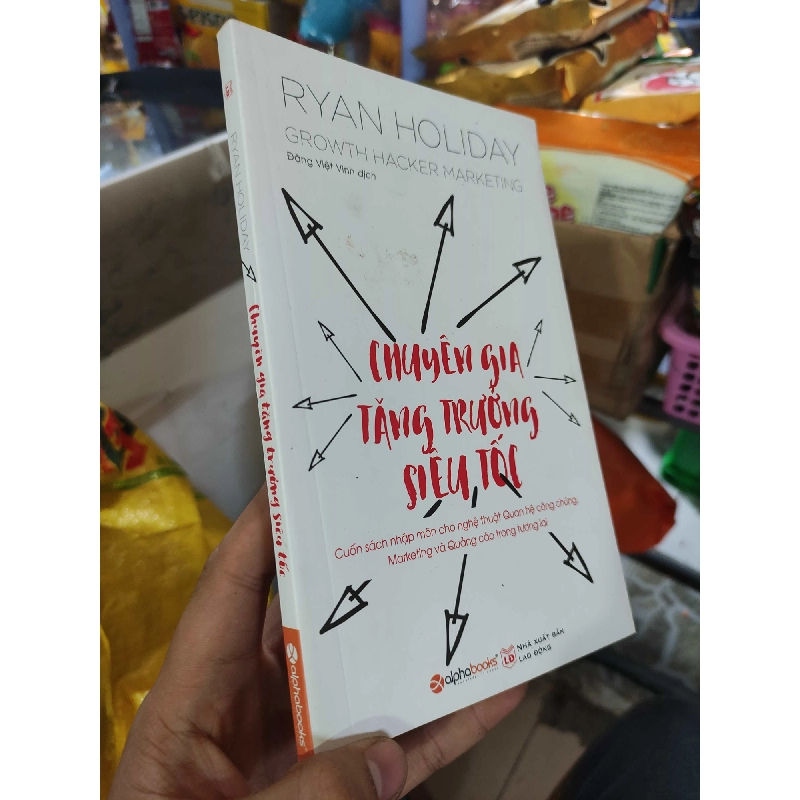 RYAN HOLIDAY
GROWTH HACKER MARKETING
Đặng Việt Vinh dịch
CHUYÊN GIA
TĂNG TRƯỞNG
SIÊU TỐC
Cuốn sách nhập môn cho nghệ thuật Quan hệ công chúng,
Marketing và Quảng cáo trong tương lai
alphabooks
LĐ
NHÀ XUẤT BẢN
LAO ĐỘNG
RYAN HOLIDAY
Chuyên gia tăng trưởng siêu tốc
alphabooks